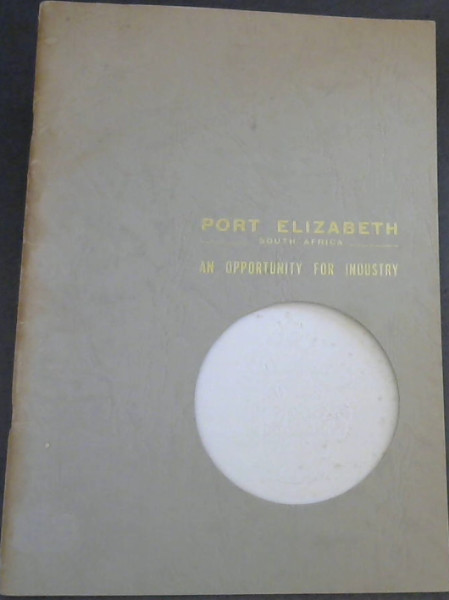 PORT ELIZABETH
SOUTH AFRICA
AN OPPORTUNITY FOR INDUSTRY